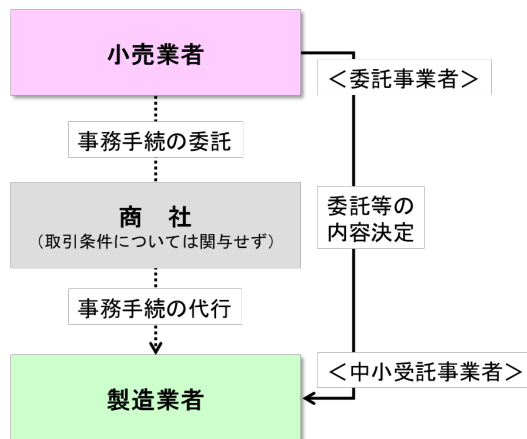 小売業者
＜委託事業者＞
事務手続の委託
商　社
（取引条件については関与せず）
委託等の
内容決定
事務手続の代行
＜中小受託事業者＞
製造業者